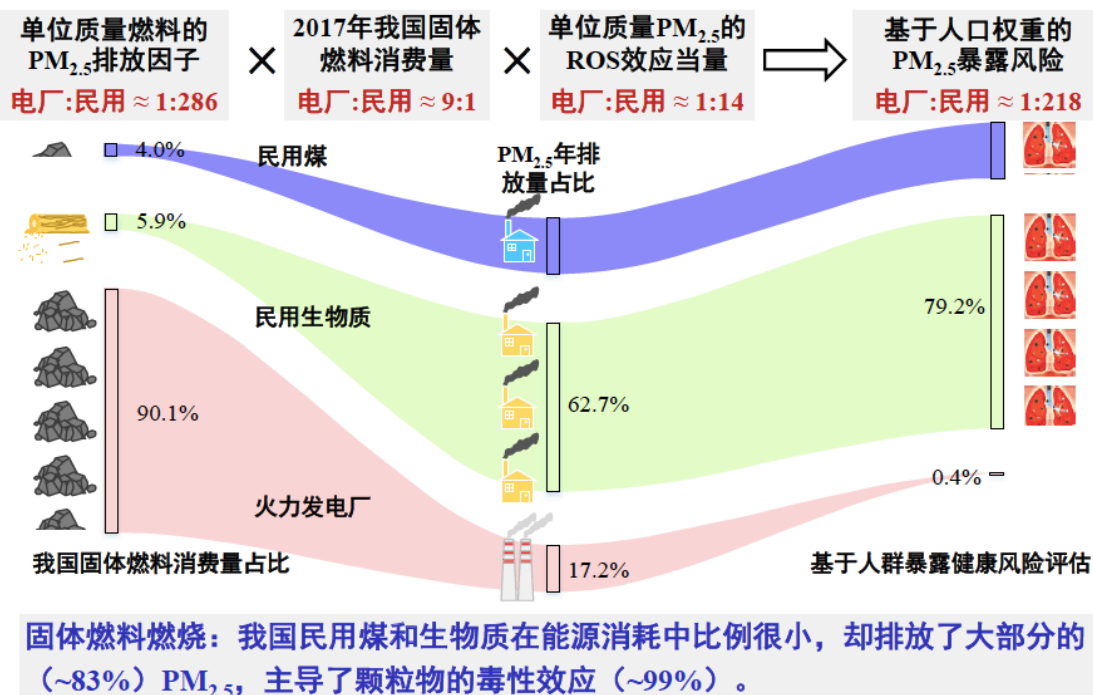 单位质量燃料的
PM2.5排放因子
电厂:民用 ≈ 1:286
×
2017年我国固体
燃料消费量
电厂:民用 ≈ 9:1
×
单位质量PM2.5的
ROS效应当量
电厂:民用 ≈ 1:14
基于人口权重的
PM2.5暴露风险
电厂:民用 ≈ 1:218
4.0%
民用煤
PM2.5年排
放量占比
5.9%
民用生物质
79.2%
90.1%
62.7%
火力发电厂
0.4%
17.2%
我国固体燃料消费量占比
基于人群暴露健康风险评估
固体燃料燃烧：我国民用煤和生物质在能源消耗中比例很小，却排放了大部分的
（~83%）PM2.5，主导了颗粒物的毒性效应（~99%）。